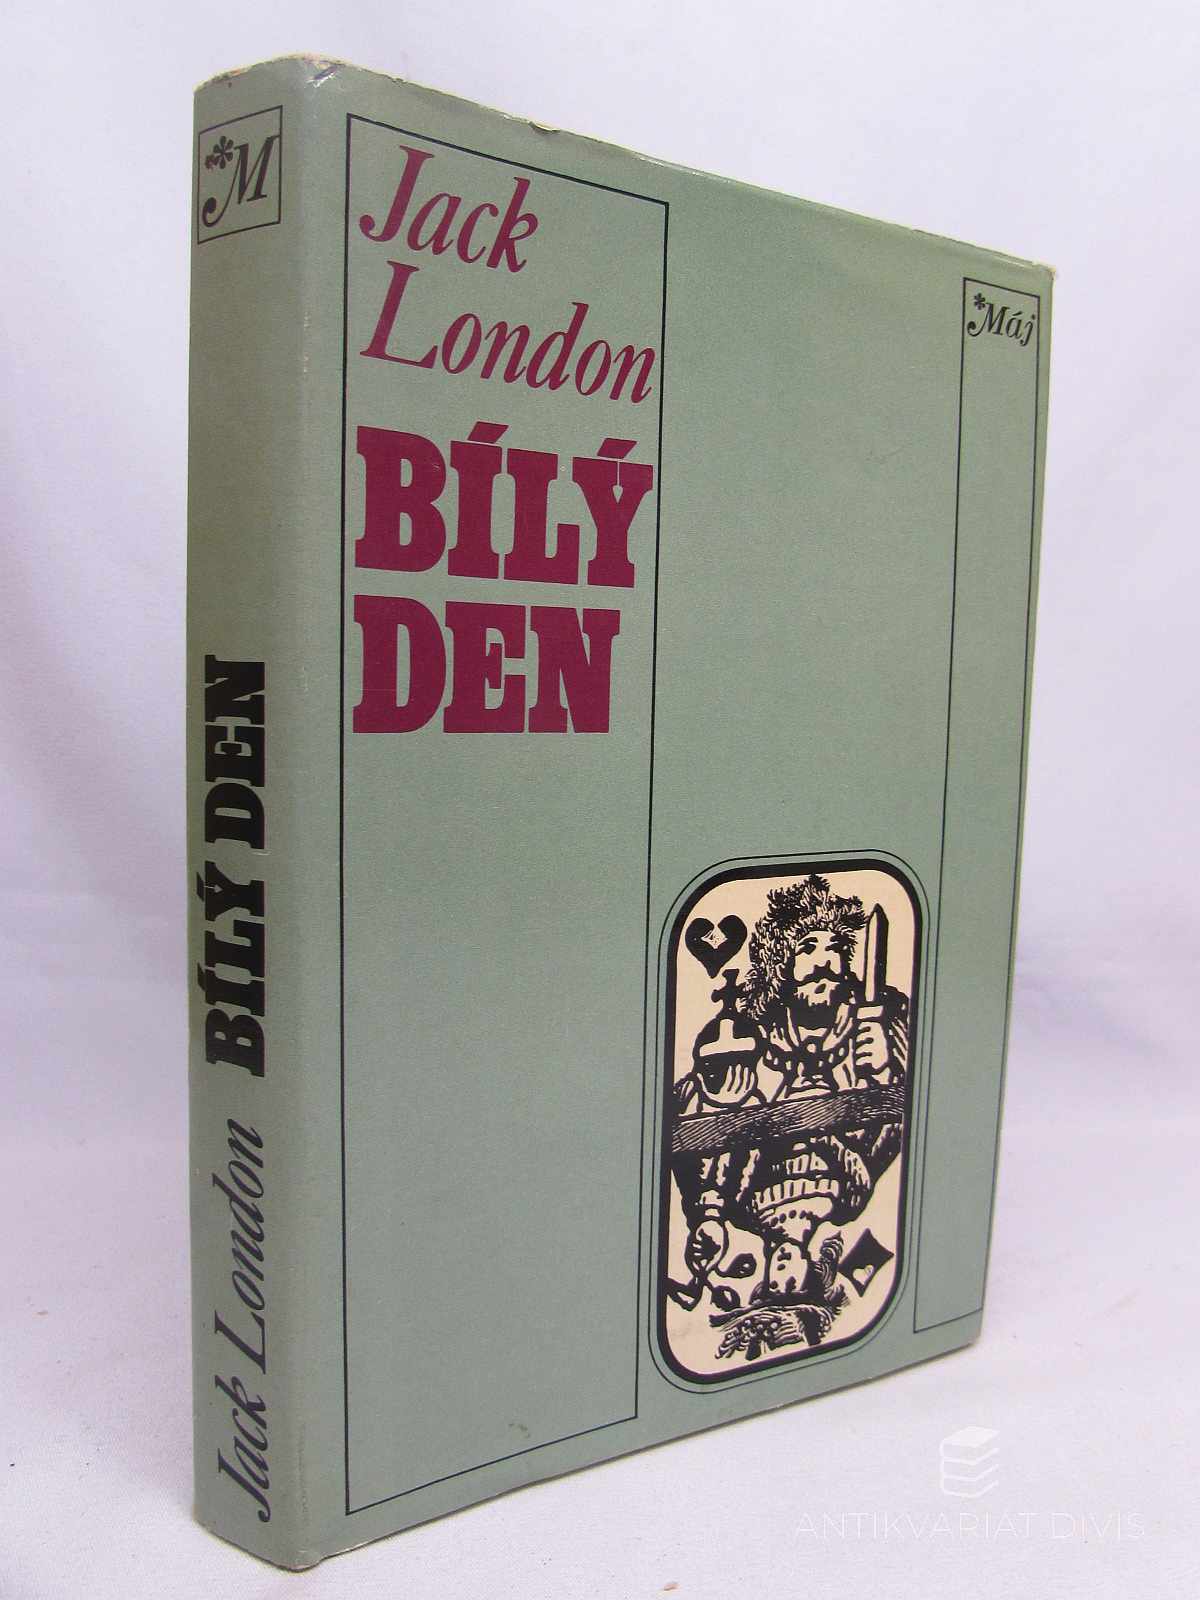 *M
Jack London BÍLÝ DEN
Jack
London
BÍLÝ
DEN
*Máj
ANTIKVARIÁT DIVIŠ